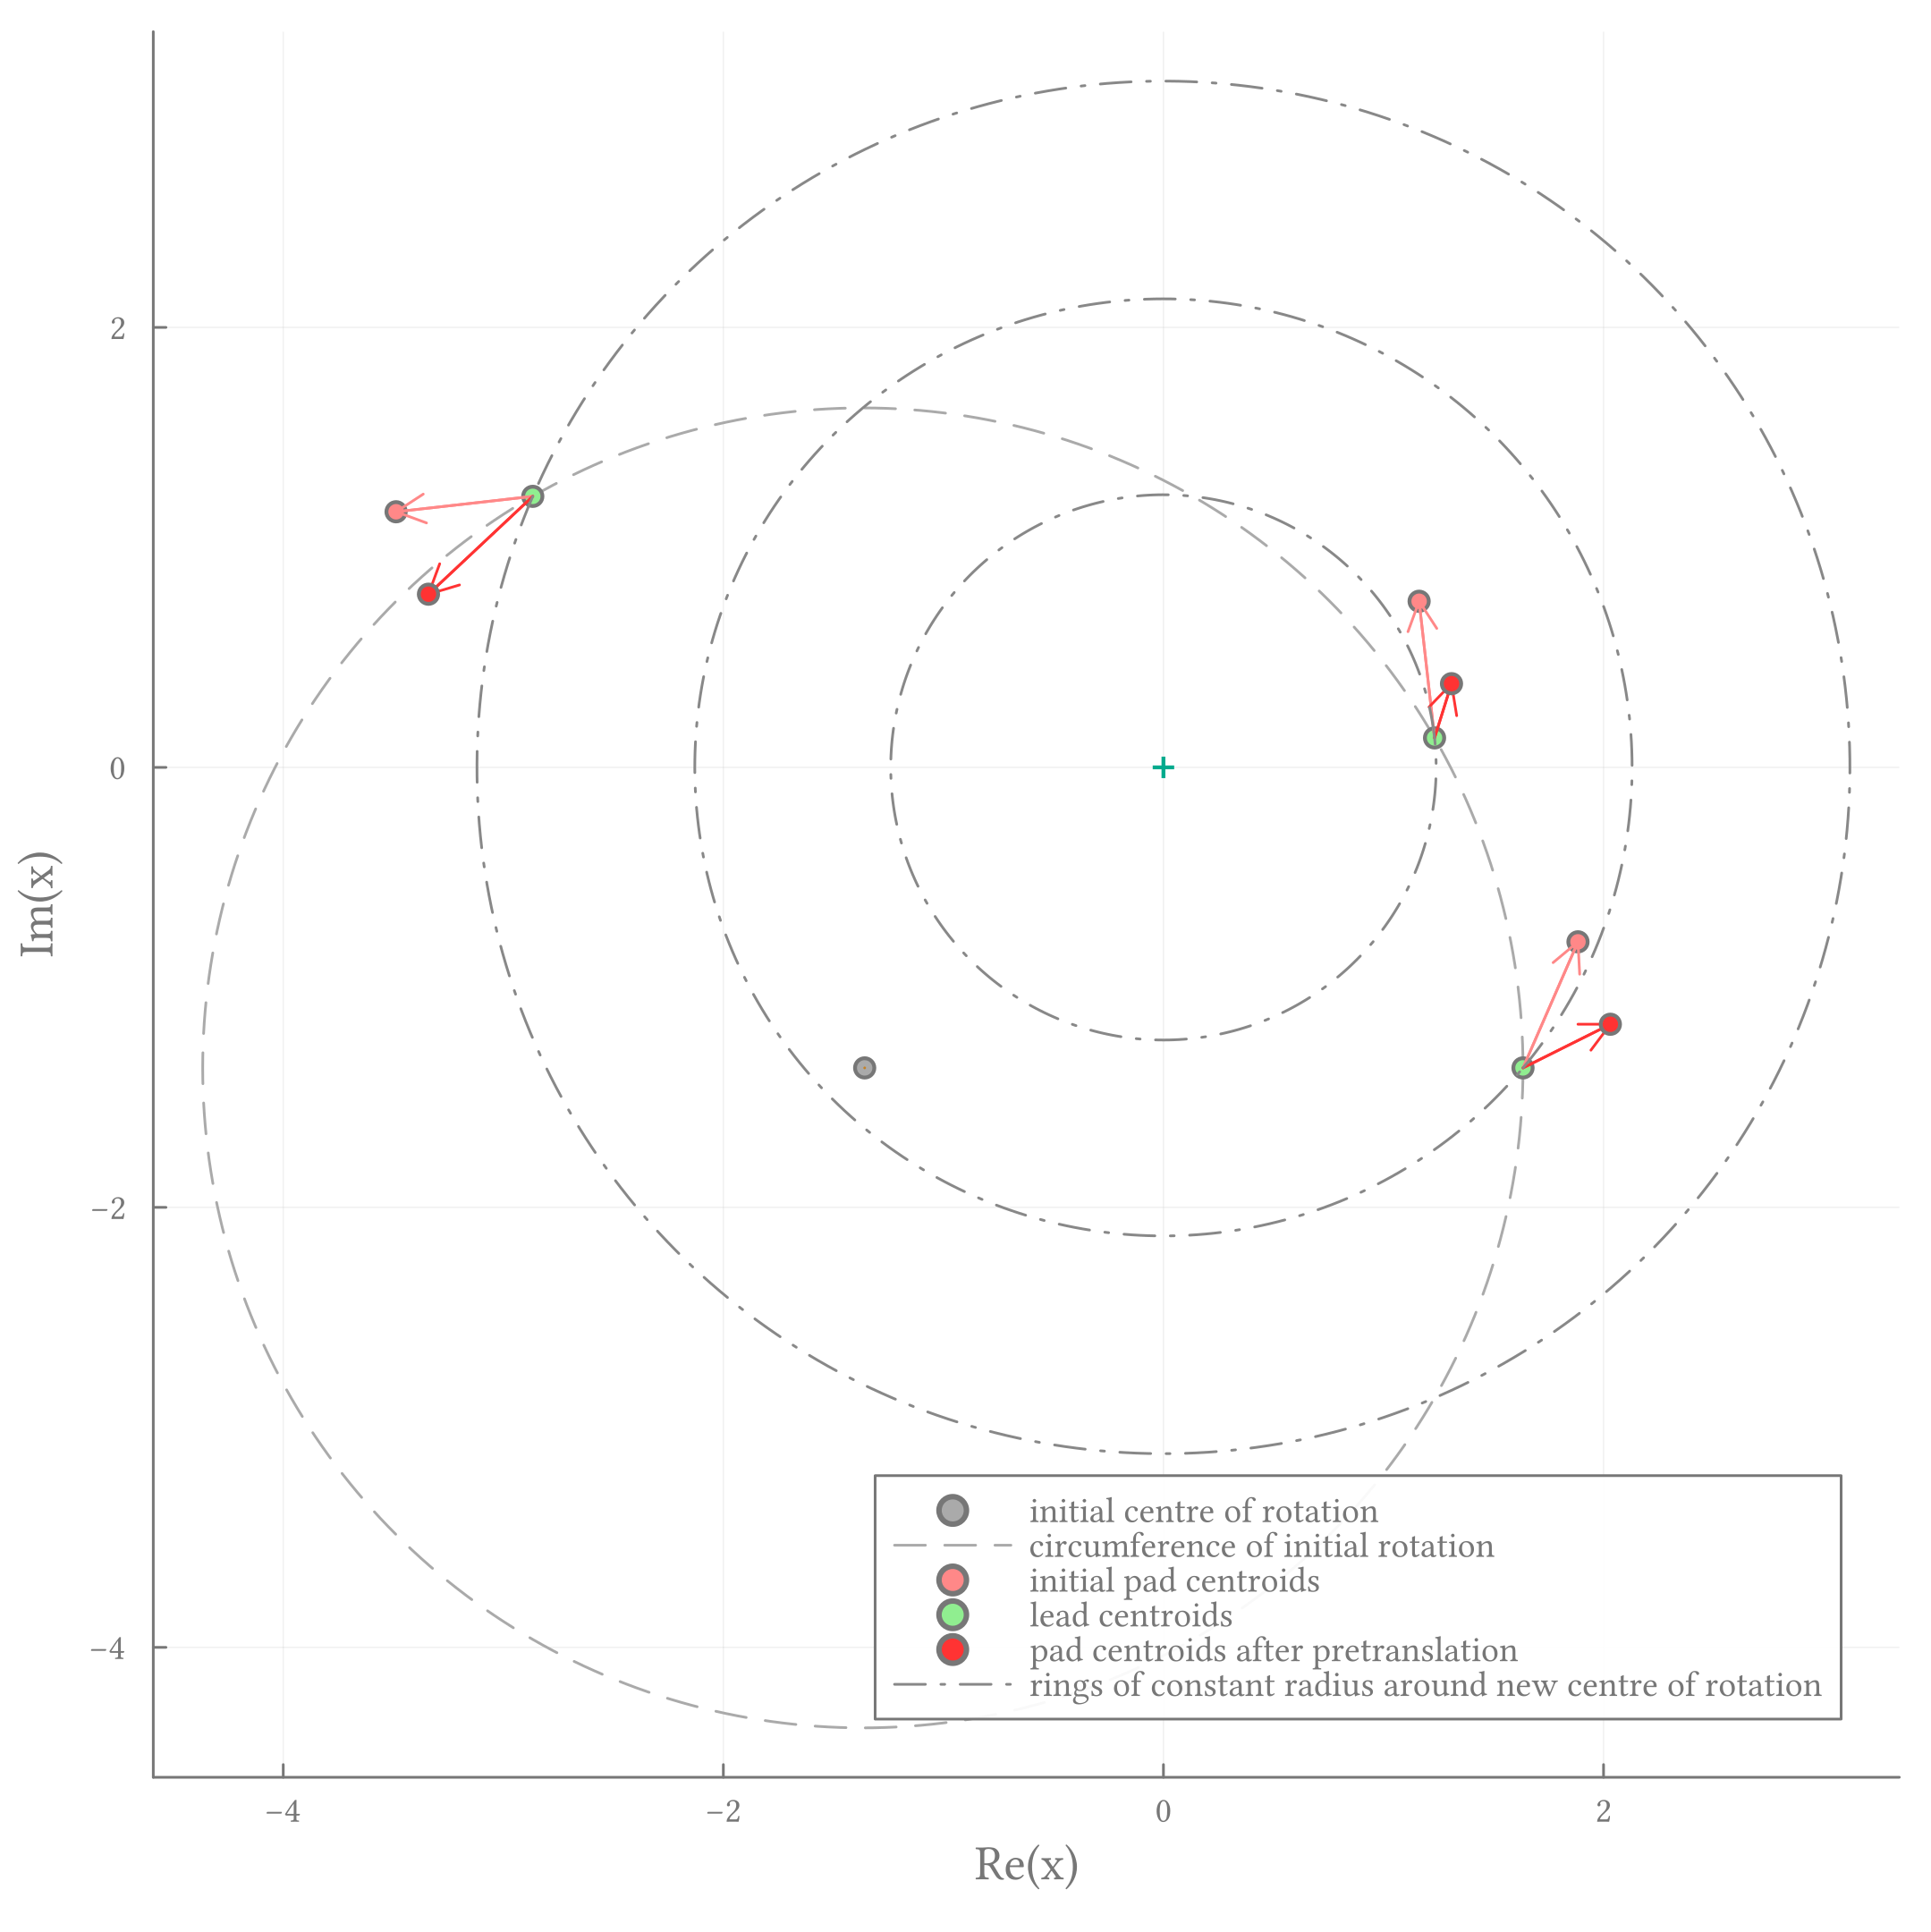 2
0
−2
−4
Im(x)
−4
−2
0
2
Re(x)
initial centre of rotation
circumference of initial rotation
initial pad centroids
lead centroids
pad centroids after pretranslation
rings of constant radius around new centre of rotation